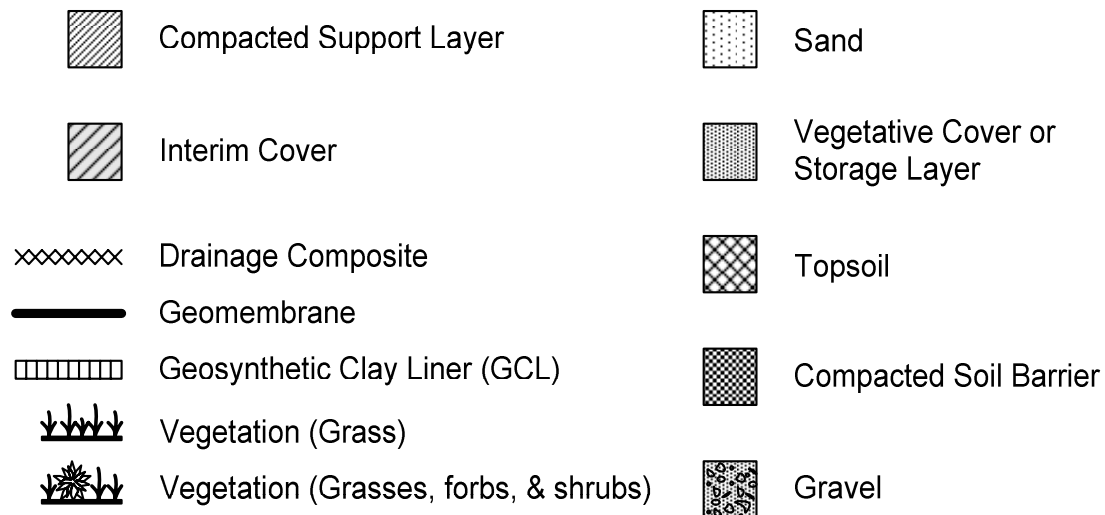 Compacted Support Layer
Interim Cover
Drainage Composite
Geomembrane
Geosynthetic Clay Liner (GCL)
Vegetation (Grass)
Vegetation (Grasses, forbs, & shrubs)
Sand
Vegetative Cover or
Storage Layer
Topsoil
Compacted Soil Barrier
Gravel